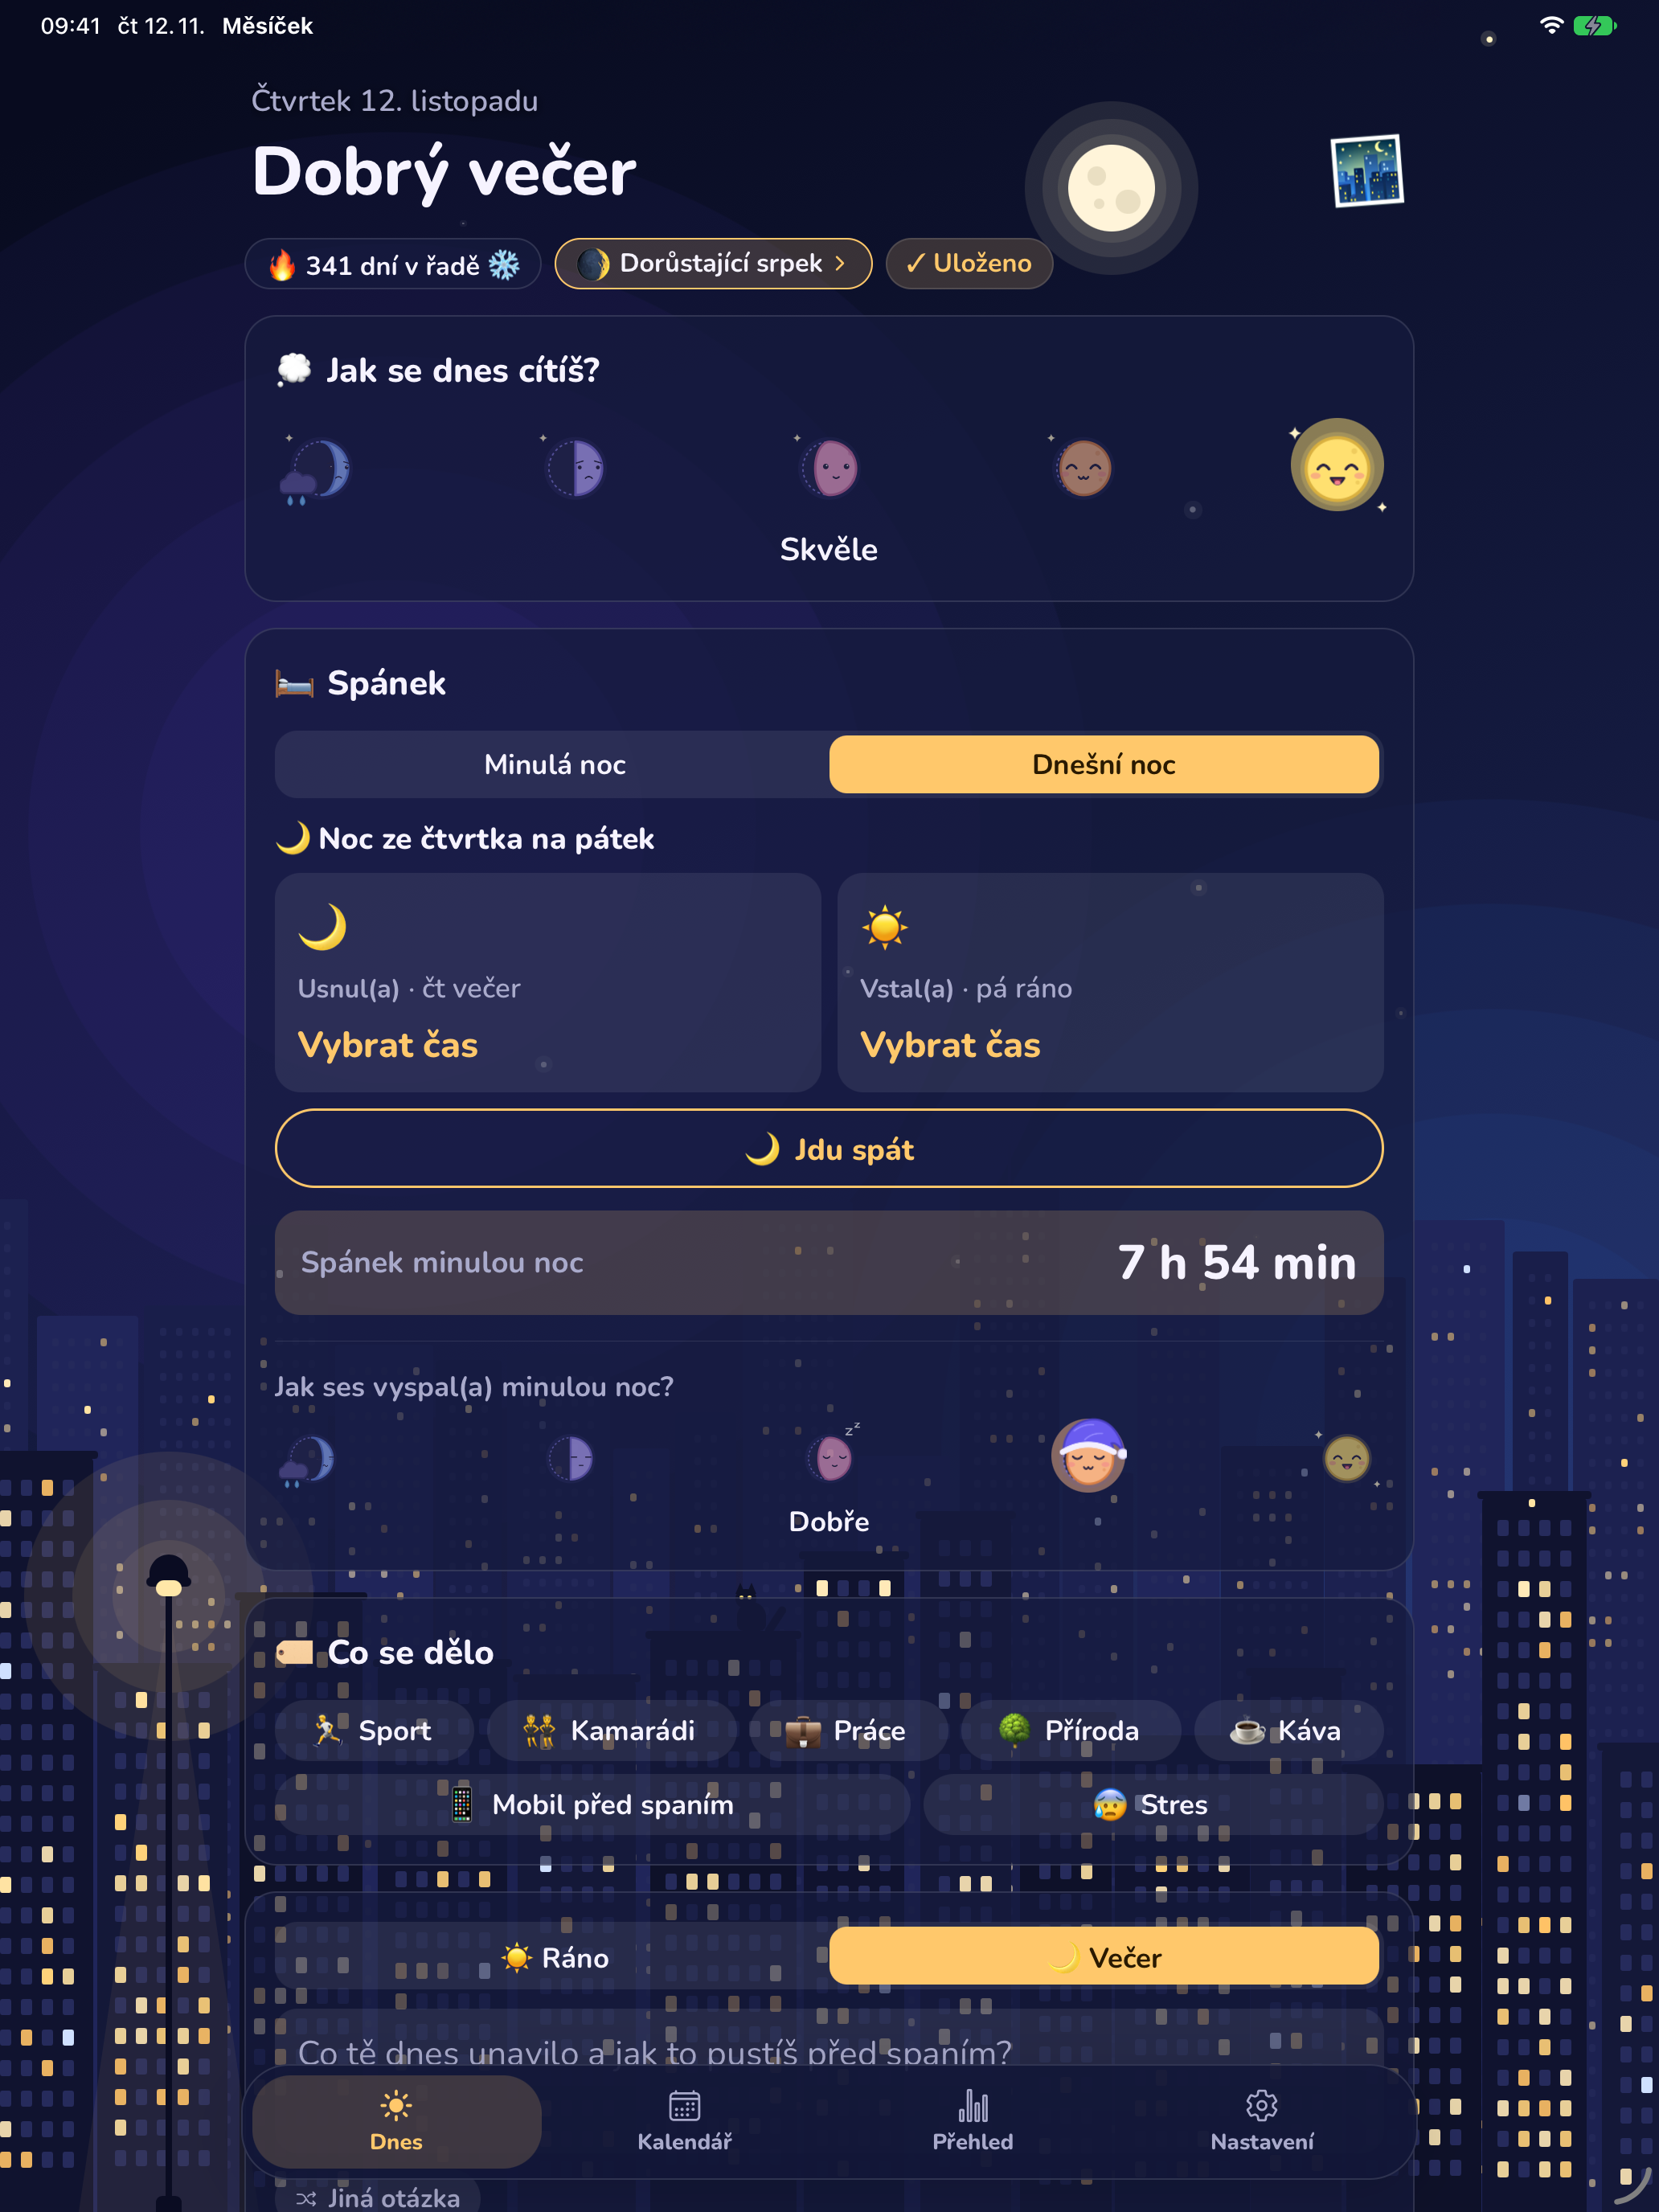 09:41 čt 12. 11. Měsíček
Čtvrtek 12. listopadu
Dobrý večer
341 dní v řadě
Dorůstající srpek
✓ Uloženo
Jak se dnes cítíš?
Skvěle
Spánek
Minulá noc
Dnešní noc
Noc ze čtvrtka na pátek
Usnul(a) · čt večer
Vybrat čas
Vstal(a) · pá ráno
Vybrat čas
Jdu spát
Spánek minulou noc
7 h 54 min
Jak ses vyspal(a) minulou noc?
z z
Dobře
Co se dělo
Sport
Kamarádi
Práce
Příroda
Káva
Mobil před spaním
Stres
Ráno
Večer
Co tě dnes unavilo a jak to pustíš před spaním?
Dnes
Kalendář
Přehled
Nastavení
Jiná otázka